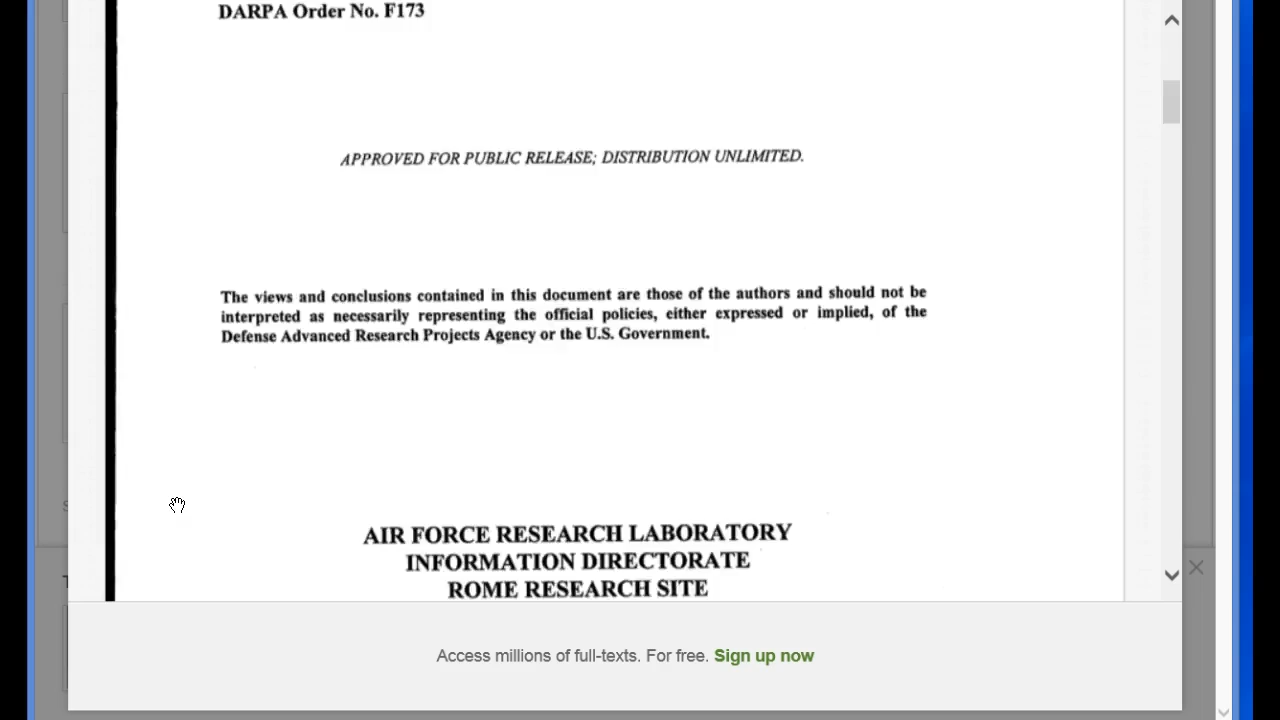 DARPA Order No. F173
APPROVED FOR PUBLIC RELEASE; DISTRIBUTION UNLIMITED.
The views and conclusions contained in this document are those of the authors and should not be
interpreted as necessarily representing the official policies, either expressed or implied, of the
Defense Advanced Research Projects Agency or the U.S. Government.
AIR FORCE RESEARCH LABORATORY
INFORMATION DIRECTORATE
ROME RESEARCH SITE
Access millions of full-texts. For free. Sign up now